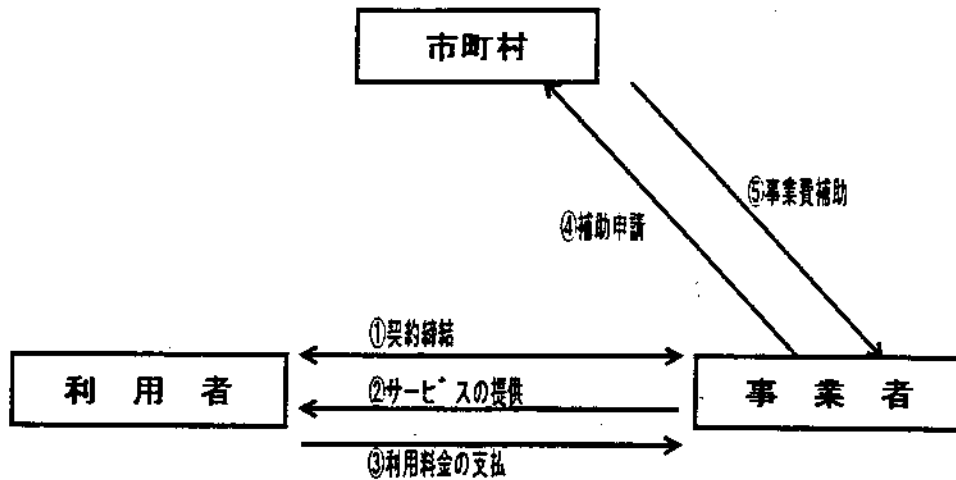 市町村
⑤事業費補助
④補助申請
①契約締結
利用者
②サービスの提供
事業者
③利用料金の支払